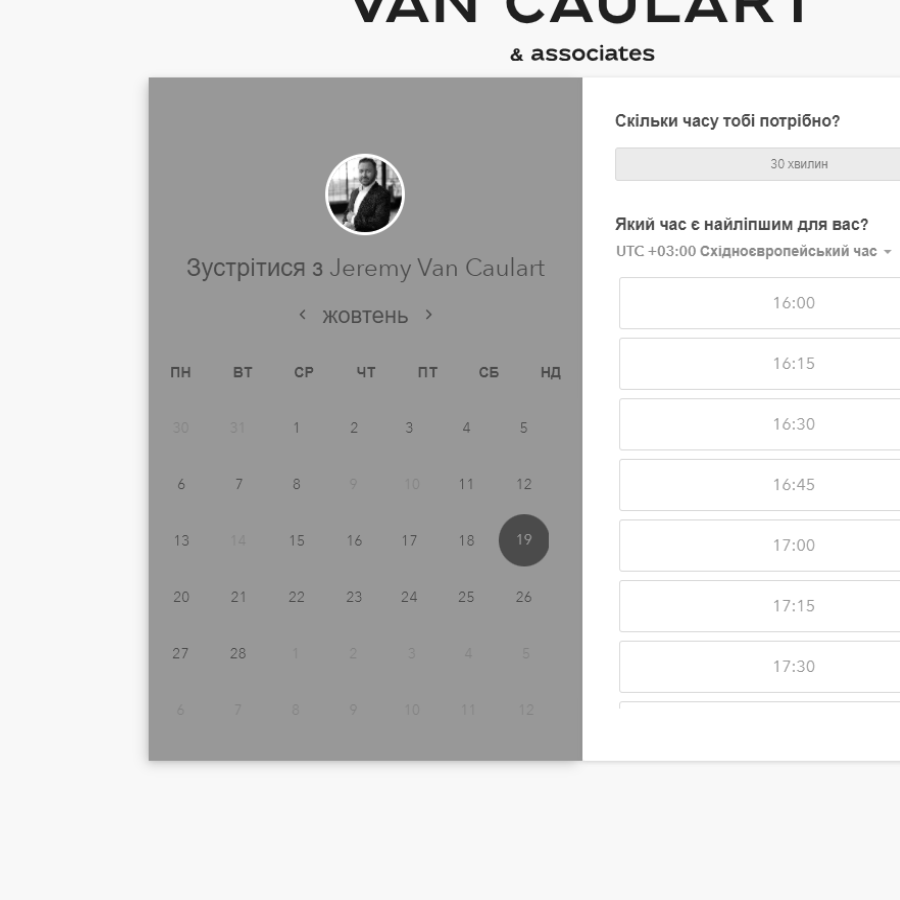 VAN CAULART
& associates
Зустрітися з Jeremy Van Caulart
‹ жовтень ›
ПН ВТ СР ЧТ ПТ СБ НД
30 31 1 2 3 4 5
6 7 8 9 10 11 12
13 14 15 16 17 18 19
20 21 22 23 24 25 26
27 28 1 2 3 4 5
6 7 8 9 10 11 12
Скільки часу тобі потрібно?
30 хвилин
Який час є найліпшим для вас?
UTC +03:00 Східноєвропейський час
16:00
16:15
16:30
16:45
17:00
17:15
17:30